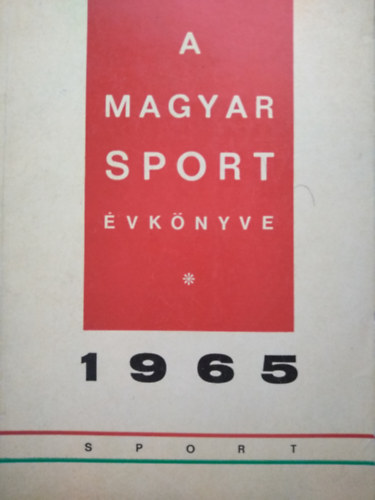 A
MAGYAR
SPORT
ÉVKÖNYVE
*
1965
SPORT